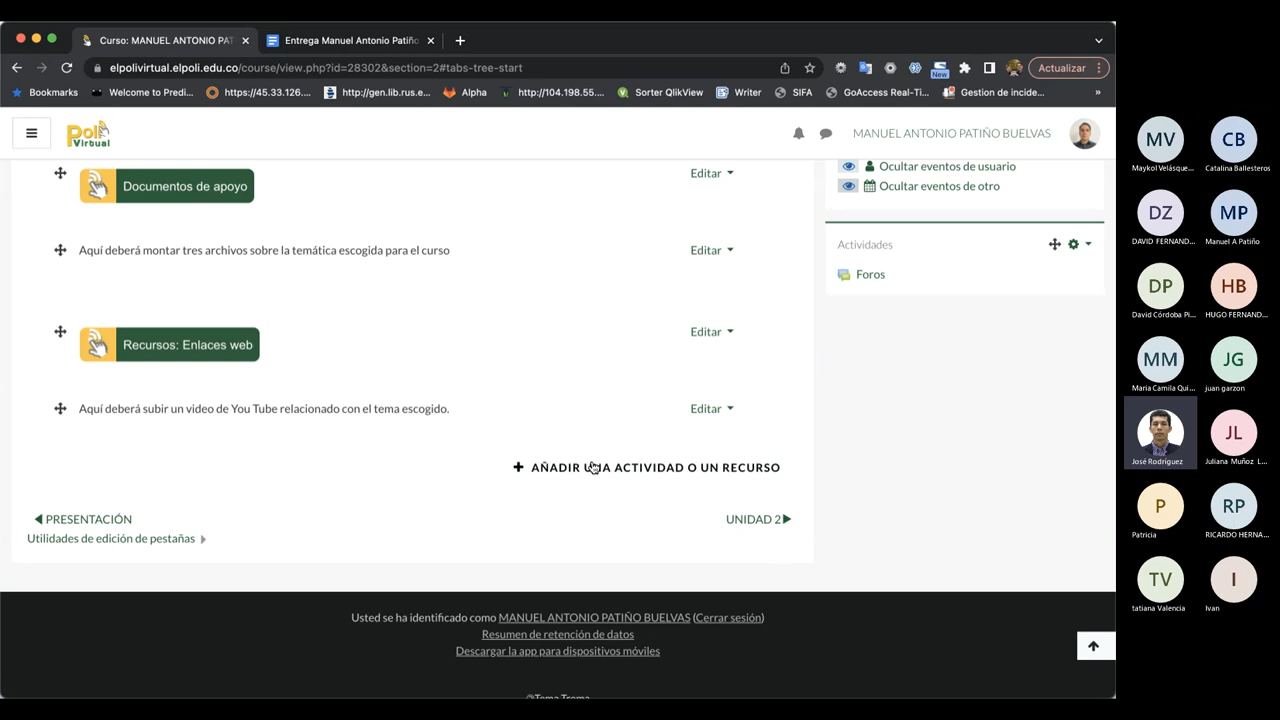 Curso: MANUEL ANTONIO PAT
Entrega Manuel Antonio Patiño
elpolivirtual.elpoli.edu.co/course/view.php?id=28302&section=2#tabs-tree-start
New
Actualizar
Bookmarks
Welcome to Predi...
https://45.33.126....
http://gen.lib.rus.e...
Alpha
http://104.198.55....
Sorter QlikView
Writer
SIFA
GoAccess Real-Ti...
Gestion de incide...
Poli
Virtual
MANUEL ANTONIO PATIÑO BUELVAS
Documentos de apoyo
Editar
Aquí deberá montar tres archivos sobre la temática escogida para el curso
Editar
Recursos: Enlaces web
Editar
Aquí deberá subir un video de You Tube relacionado con el tema escogido.
Editar
AÑADIR UNA ACTIVIDAD O UN RECURSO
PRESENTACIÓN
UNIDAD 2
Utilidades de edición de pestañas
Ocultar eventos de usuario
Ocultar eventos de otro
Actividades
Foros
Usted se ha identificado como MANUEL ANTONIO PATIÑO BUELVAS (Cerrar sesión)
Resumen de retención de datos
Descargar la app para dispositivos móviles
MV
Maykol Velásque...
CB
Catalina Ballesteros
DZ
DAVID FERNAND...
MP
Manuel A Patiño
DP
David Córdoba Pi...
HB
HUGO FERNAND...
MM
Maria Camila Qui...
JG
juan garzon
José Rodríguez
JL
Juliana Muñoz L...
P
Patricia
RP
RICARDO HERNA...
TV
tatiana Valencia
I
Ivan